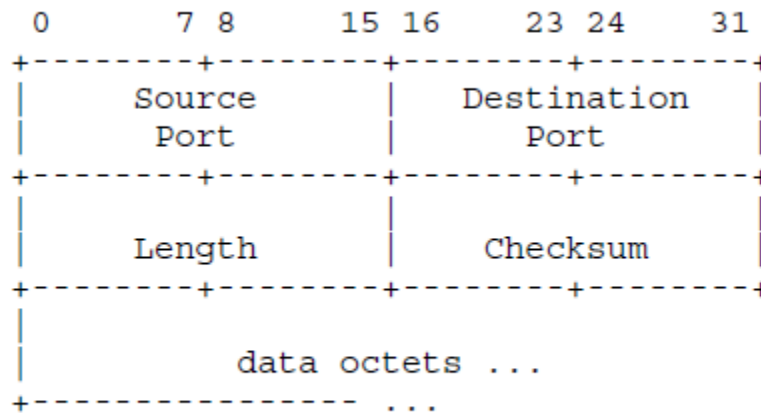 0      7 8     15 16    23 24    31
+--------+--------+--------+--------+
|     Source      |   Destination   |
|      Port       |      Port       |
+--------+--------+--------+--------+
|                 |                 |
|     Length      |    Checksum     |
+--------+--------+--------+--------+
|
|          data octets ...
+---------------- ...